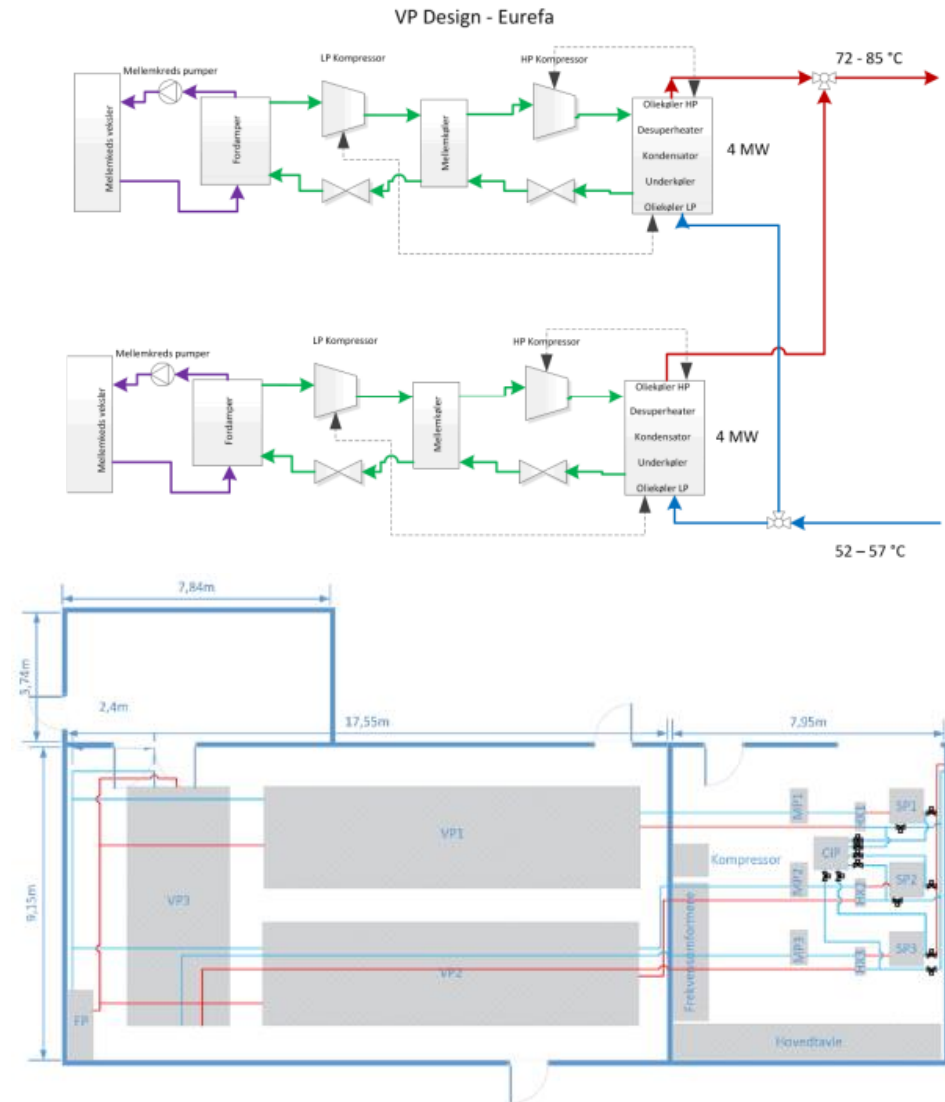 VP Design - Eurefa
72 - 85 °C
LP Kompressor
HP Kompressor
Mellemkreds pumper
Mellemkeds veksler
Fordamper
Mellemkøler
Oliekøler HP
Desuperheater
Kondensator
Underkøler
Oliekøler LP
4 MW
LP Kompressor
HP Kompressor
Mellemkreds pumper
Mellemkeds veksler
Fordamper
Mellemkøler
Oliekøler HP
Desuperheater
Kondensator
Underkøler
Oliekøler LP
4 MW
52 – 57 °C
7,84m
3,74m
2,4m
17,55m
7,95m
9,15m
VP1
VP2
VP3
FP
MP1
MP2
MP3
HX1
HX2
HX3
SP1
SP2
SP3
CIP
Kompressor
Frekvensomformere
Hovedtavle